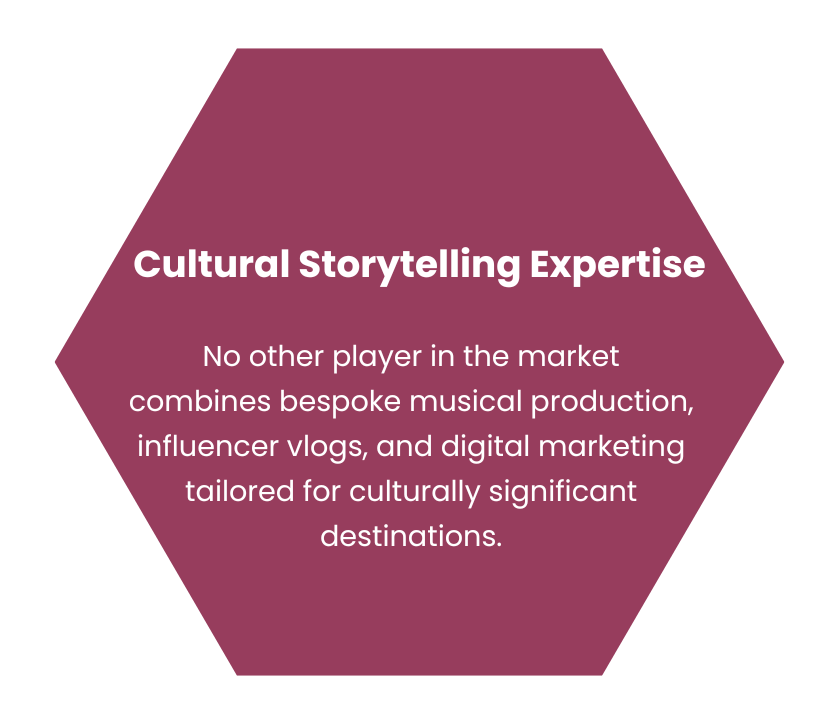 Cultural Storytelling Expertise
No other player in the market
combines bespoke musical production,
influencer vlogs, and digital marketing
tailored for culturally significant
destinations.